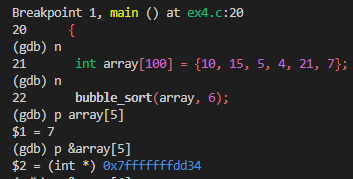 Breakpoint 1, main () at ex4.c:20
20 {
(gdb) n
21 int array[100] = {10, 15, 5, 4, 21, 7};
(gdb) n
22 bubble_sort(array, 6);
(gdb) p array[5]
$1 = 7
(gdb) p &array[5]
$2 = (int *) 0x7fffffffdd34